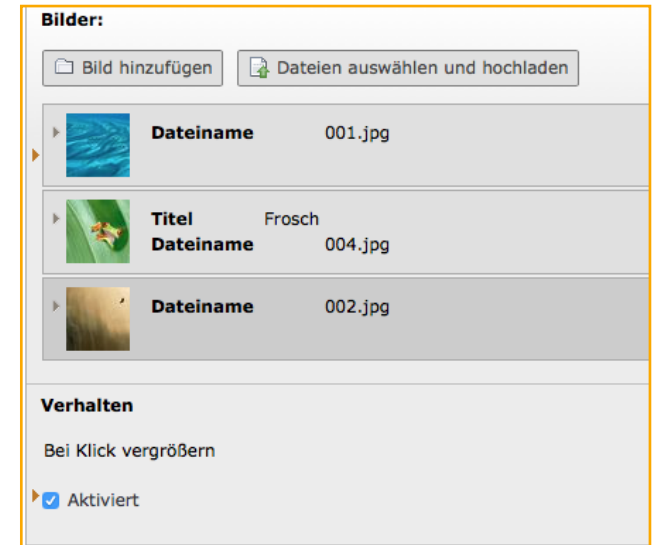 Bilder:
Bild hinzufügen Dateien auswählen und hochladen
Dateiname 001.jpg
Titel Frosch
Dateiname 004.jpg
Dateiname 002.jpg
Verhalten
Bei Klick vergrößern
Aktiviert